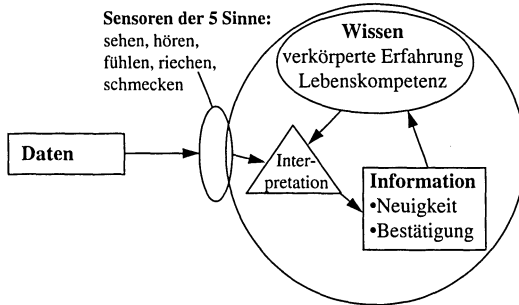 Sensoren der 5 Sinne:
sehen, hören,
fühlen, riechen,
schmecken
Wissen
verkörperte Erfahrung
Lebenskompetenz
Daten
Inter-
pretation
Information
•Neuigkeit
•Bestätigung